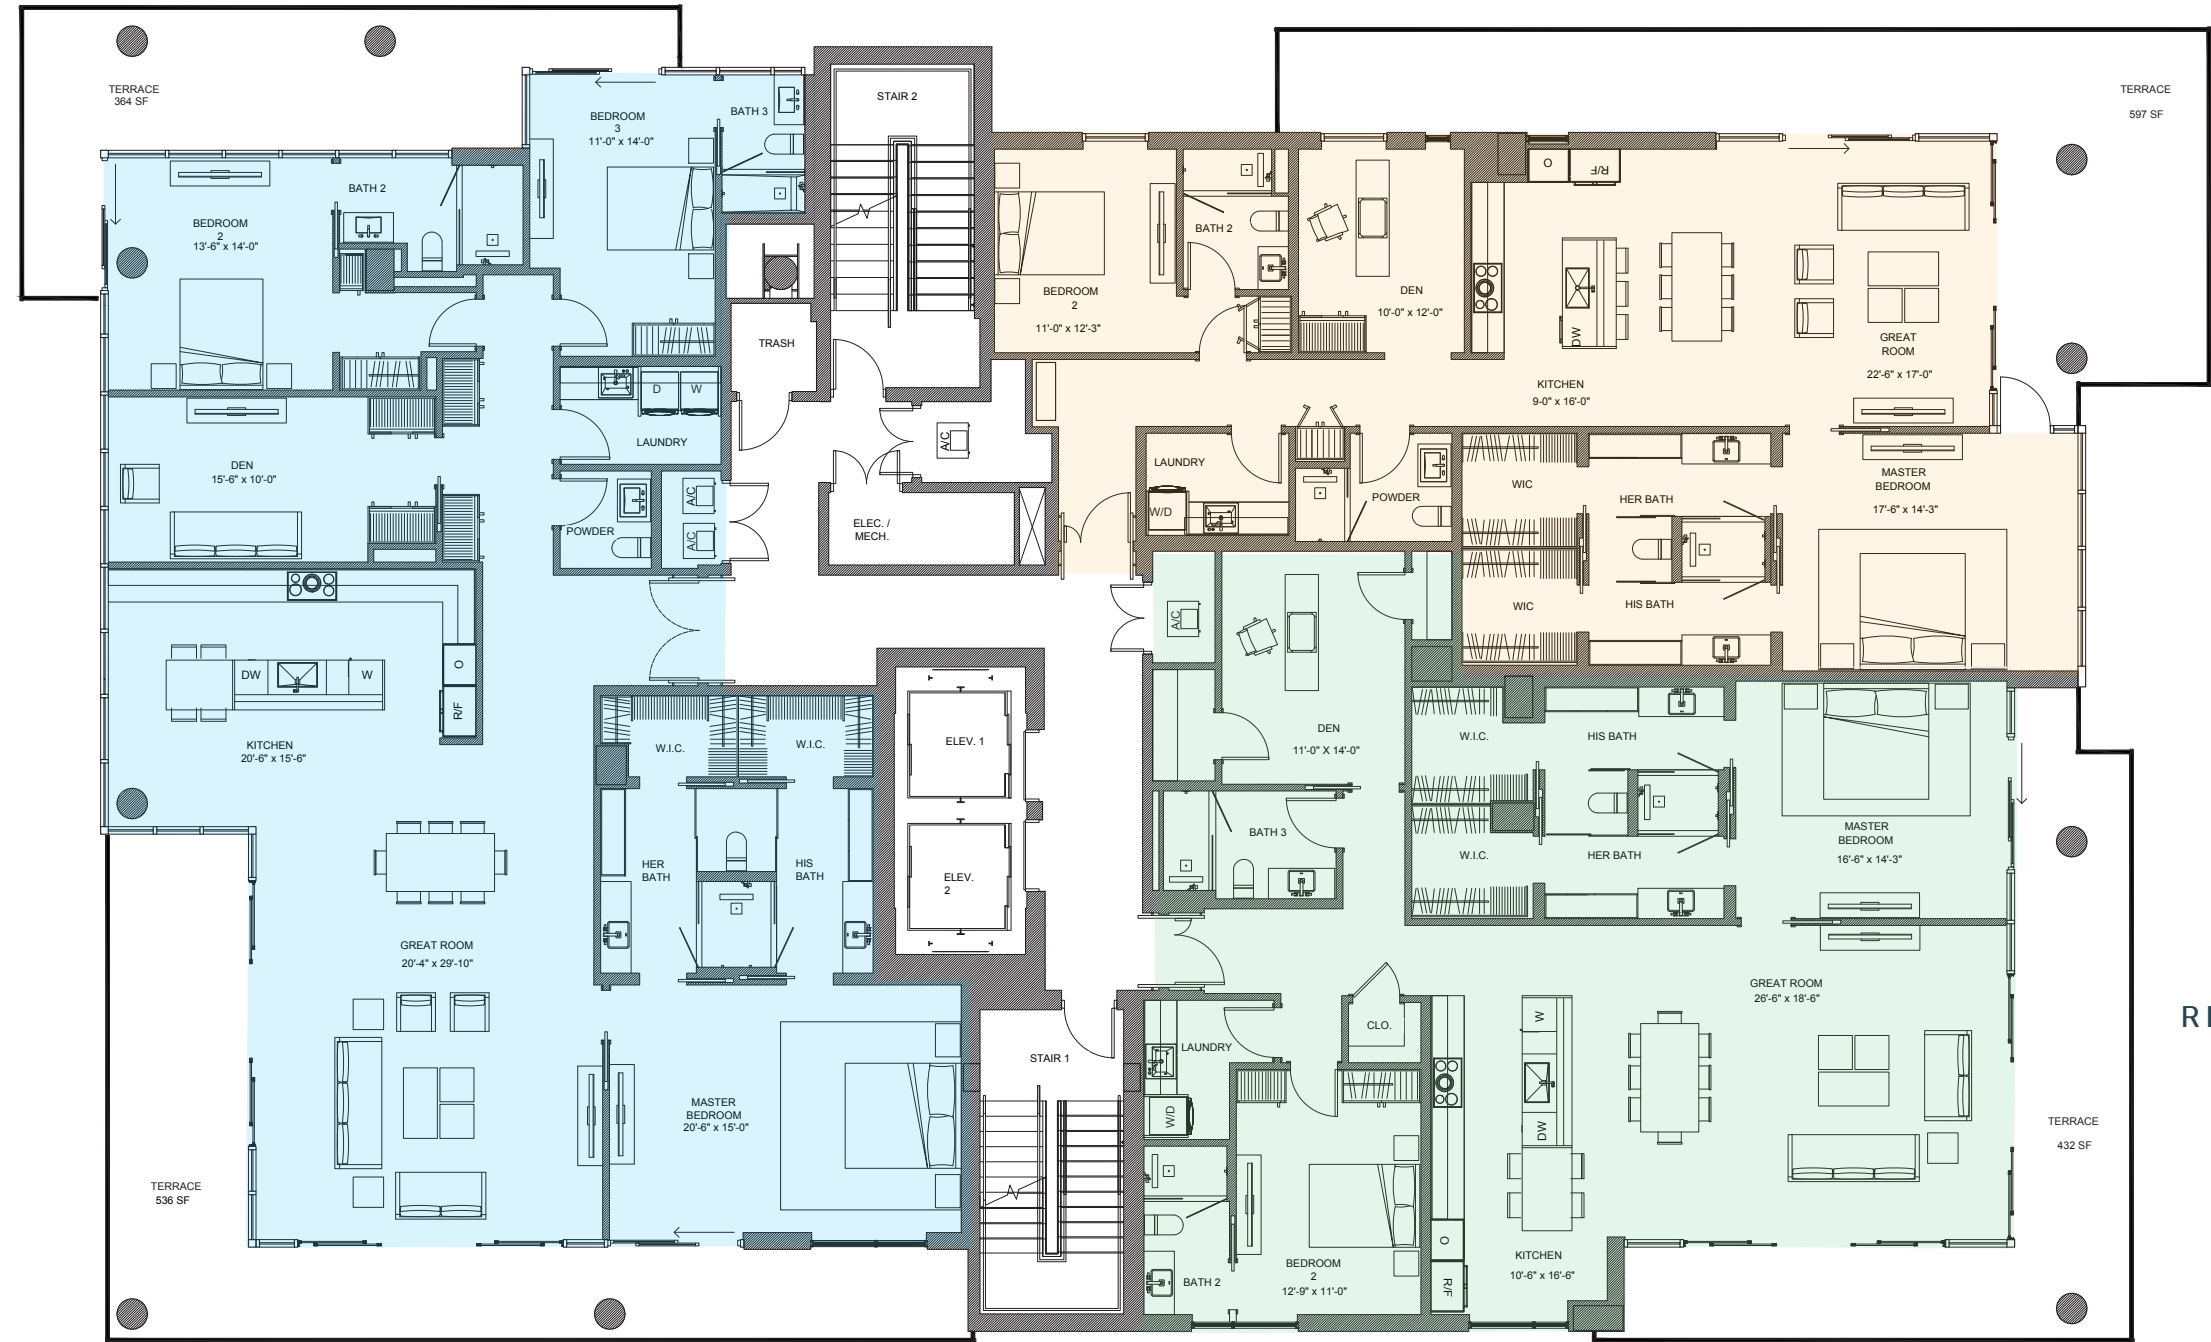 TERRACE
364 SF
BEDROOM
3
11'-0" x 14'-0"
BATH 3
STAIR 2
TERRACE
597 SF
BATH 2
BEDROOM
2
13'-6" x 14'-0"
TRASH
D
W
LAUNDRY
DEN
15'-6" x 10'-0"
POWDER
A/C
A/C
A/C
ELEC. /
MECH.
BEDROOM
2
11'-0" x 12'-3"
BATH 2
DEN
10'-0" x 12'-0"
O
R/F
DW
KITCHEN
9-0" x 16'-0"
GREAT
ROOM
22'-6" x 17'-0"
LAUNDRY
W/D
POWDER
WIC
HER BATH
WIC
HIS BATH
MASTER
BEDROOM
17'-6" x 14'-3"
DW
W
O
R/F
KITCHEN
20'-6" x 15'-6"
W.I.C.
W.I.C.
ELEV. 1
ELEV.
2
HER
BATH
HIS
BATH
GREAT ROOM
20'-4" x 29'-10"
MASTER
BEDROOM
20'-6" x 15'-0"
TERRACE
536 SF
STAIR 1
A/C
DEN
11'-0" X 14'-0"
BATH 3
W.I.C.
HIS BATH
W.I.C.
HER BATH
MASTER
BEDROOM
16'-6" x 14'-3"
GREAT ROOM
26'-6" x 18'-6"
CLO.
LAUNDRY
W/D
W
DW
O
R/F
KITCHEN
10'-6" x 16'-6"
BATH 2
BEDROOM
2
12'-9" x 11'-0"
TERRACE
432 SF